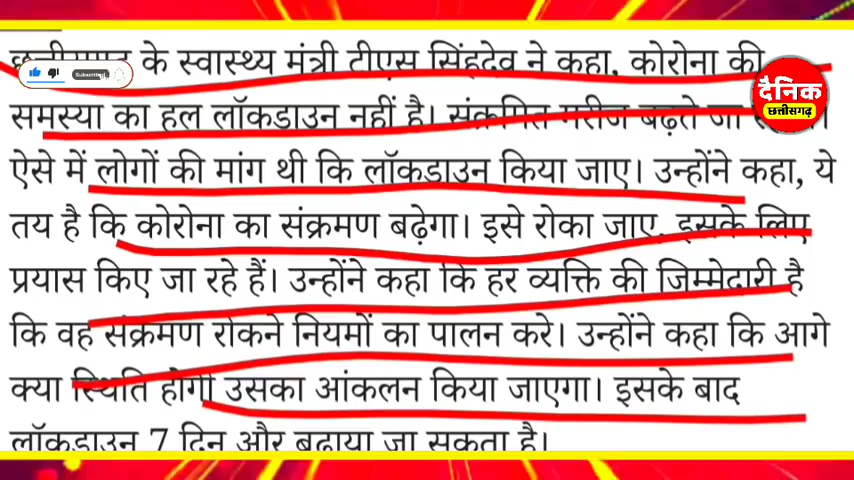 के स्वास्थ्य मंत्री टीएस सिंहदेव ने कहा, कोरोना की
Subscribed
दैनिक
छत्तीसगढ़
समस्या का हल लॉकडाउन नहीं है। संक्रमित मरीज बढ़ते जा
ऐसे में लोगों की मांग थी कि लॉकडाउन किया जाए। उन्होंने कहा, ये
तय है कि कोरोना का संक्रमण बढ़ेगा। इसे रोका जाए, इसके लिए
प्रयास किए जा रहे हैं। उन्होंने कहा कि हर व्यक्ति की जिम्मेदारी है
कि वह संक्रमण रोकने नियमों का पालन करे। उन्होंने कहा कि आगे
क्या स्थिति होगी उसका आंकलन किया जाएगा। इसके बाद
लॉकडाउन 7 दिन और बढ़ाया जा सकता है।